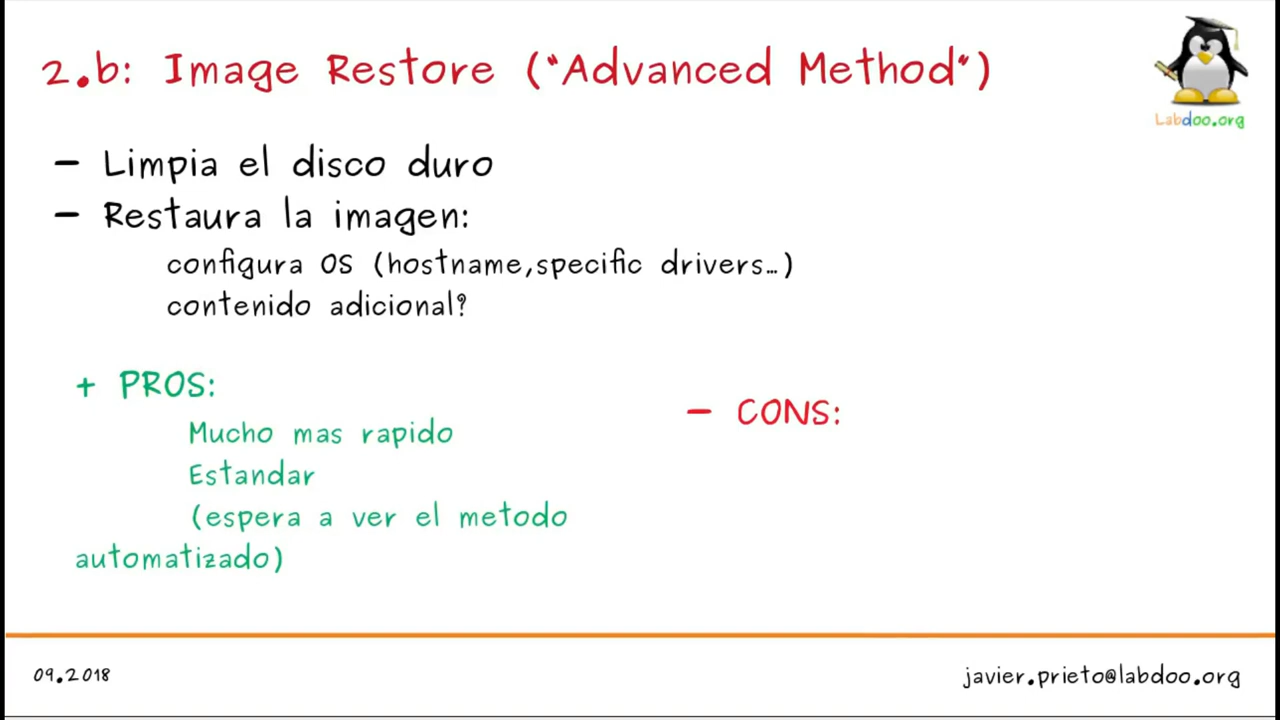 2.b: Image Restore ("Advanced Method")
Labdoo.org
- Limpia el disco duro
- Restaura la imagen:
configura OS (hostname,specific drivers…)
contenido adicional?
+ PROS:
Mucho mas rapido
Estandar
(espera a ver el metodo
automatizado)
- CONS:
09.2018
javier.prieto@labdoo.org